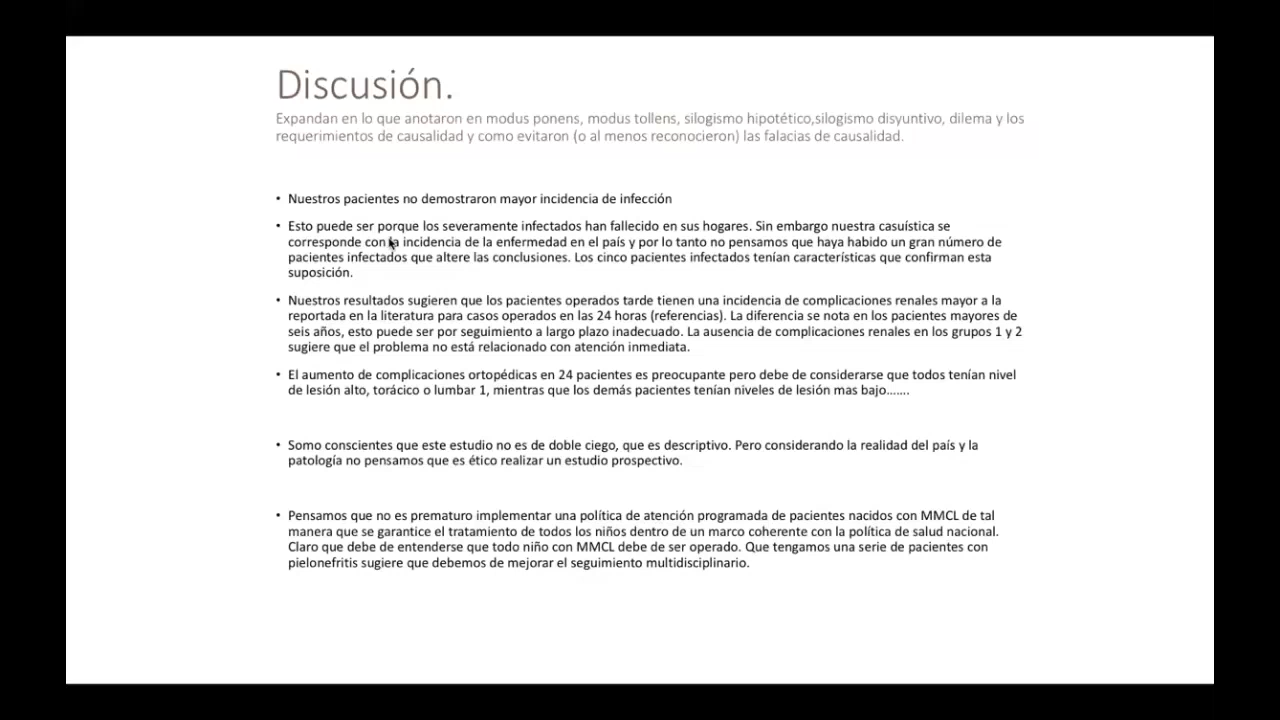 Discusión.
Expandan en lo que anotaron en modus ponens, modus tollens, silogismo hipotético,silogismo disyuntivo, dilema y los
requerimientos de causalidad y como evitaron (o al menos reconocieron) las falacias de causalidad.
• Nuestros pacientes no demostraron mayor incidencia de infección
• Esto puede ser porque los severamente infectados han fallecido en sus hogares. Sin embargo nuestra casuística se
corresponde con la incidencia de la enfermedad en el país y por lo tanto no pensamos que haya habido un gran número de
pacientes infectados que altere las conclusiones. Los cinco pacientes infectados tenían características que confirman esta
suposición.
• Nuestros resultados sugieren que los pacientes operados tarde tienen una incidencia de complicaciones renales mayor a la
reportada en la literatura para casos operados en las 24 horas (referencias). La diferencia se nota en los pacientes mayores de
seis años, esto puede ser por seguimiento a largo plazo inadecuado. La ausencia de complicaciones renales en los grupos 1 y 2
sugiere que el problema no está relacionado con atención inmediata.
• El aumento de complicaciones ortopédicas en 24 pacientes es preocupante pero debe de considerarse que todos tenían nivel
de lesión alto, torácico o lumbar 1, mientras que los demás pacientes tenían niveles de lesión mas bajo.......
• Somo conscientes que este estudio no es de doble ciego, que es descriptivo. Pero considerando la realidad del país y la
patología no pensamos que es ético realizar un estudio prospectivo.
• Pensamos que no es prematuro implementar una política de atención programada de pacientes nacidos con MMCL de tal
manera que se garantice el tratamiento de todos los niños dentro de un marco coherente con la política de salud nacional.
Claro que debe de entenderse que todo niño con MMCL debe de ser operado. Que tengamos una serie de pacientes con
pielonefritis sugiere que debemos de mejorar el seguimiento multidisciplinario.